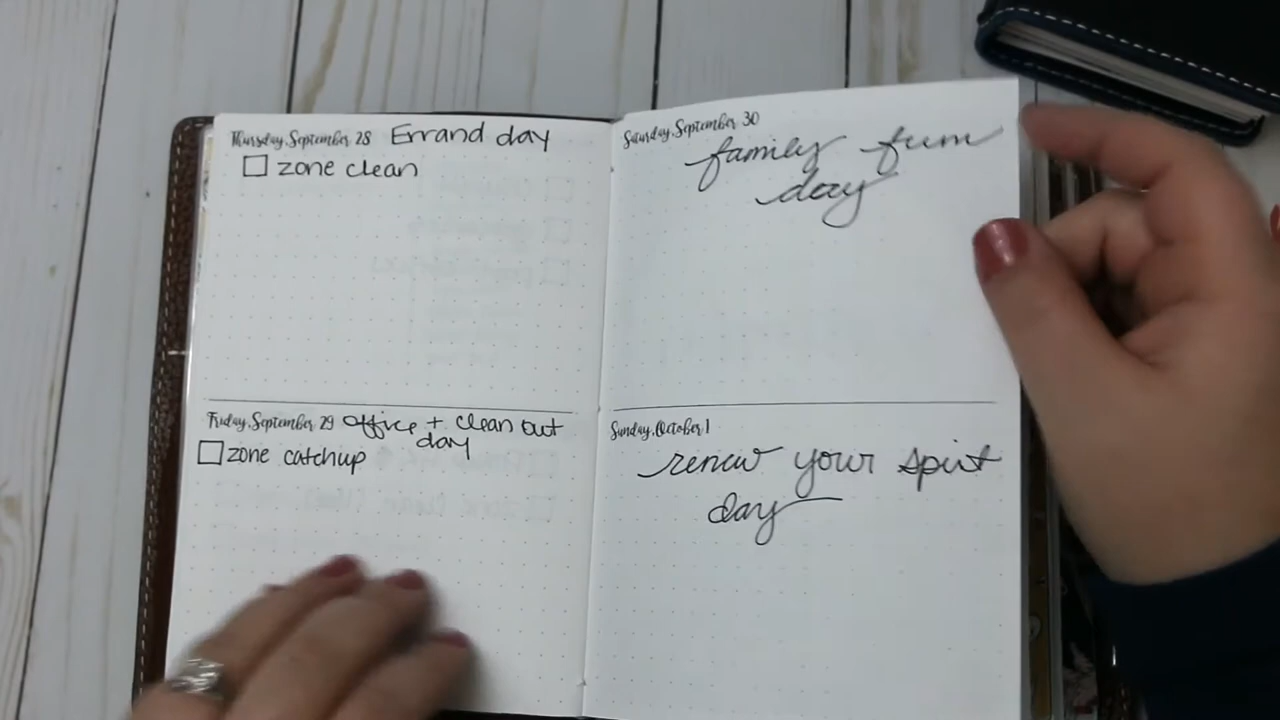 Thursday, September 28 Errand day
zone clean
Friday, September 29 office + clean out
day
zone catchup
Saturday, September 30
family fun
day
Sunday, October 1
renew your spirit
day